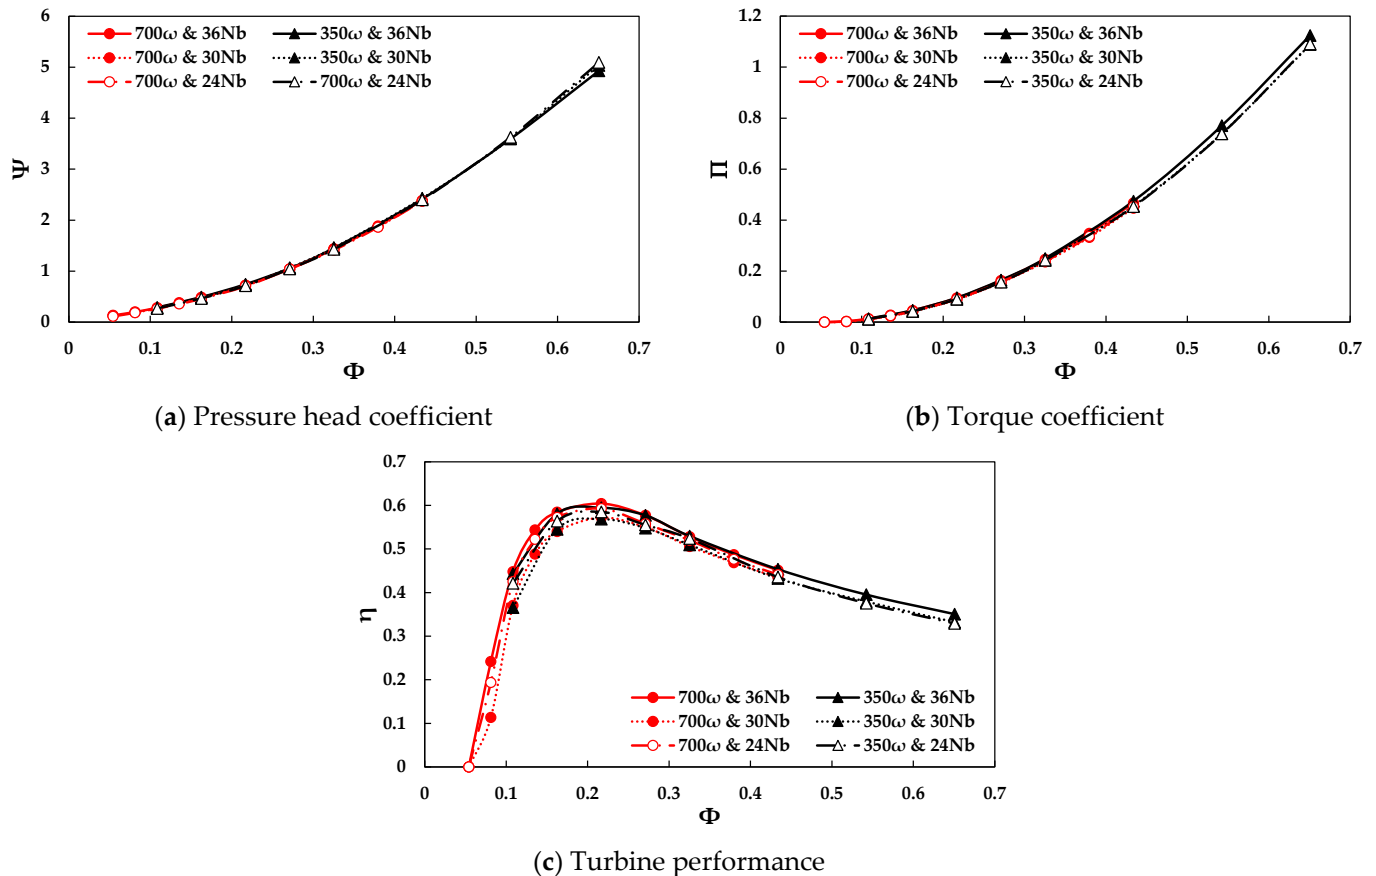 6
5
4
3
2
1
0
Ψ
700ω & 36Nb
350ω & 36Nb
700ω & 30Nb
350ω & 30Nb
700ω & 24Nb
700ω & 24Nb
0 0.1 0.2 0.3 0.4 0.5 0.6 0.7
Φ
(a) Pressure head coefficient
1.2
1
0.8
0.6
0.4
0.2
0
Π
700ω & 36Nb
350ω & 36Nb
700ω & 30Nb
350ω & 30Nb
700ω & 24Nb
350ω & 24Nb
0 0.1 0.2 0.3 0.4 0.5 0.6 0.7
Φ
(b) Torque coefficient
0.7
0.6
0.5
0.4
0.3
0.2
0.1
0
η
700ω & 36Nb
350ω & 36Nb
700ω & 30Nb
350ω & 30Nb
700ω & 24Nb
350ω & 24Nb
0 0.1 0.2 0.3 0.4 0.5 0.6 0.7
Φ
(c) Turbine performance